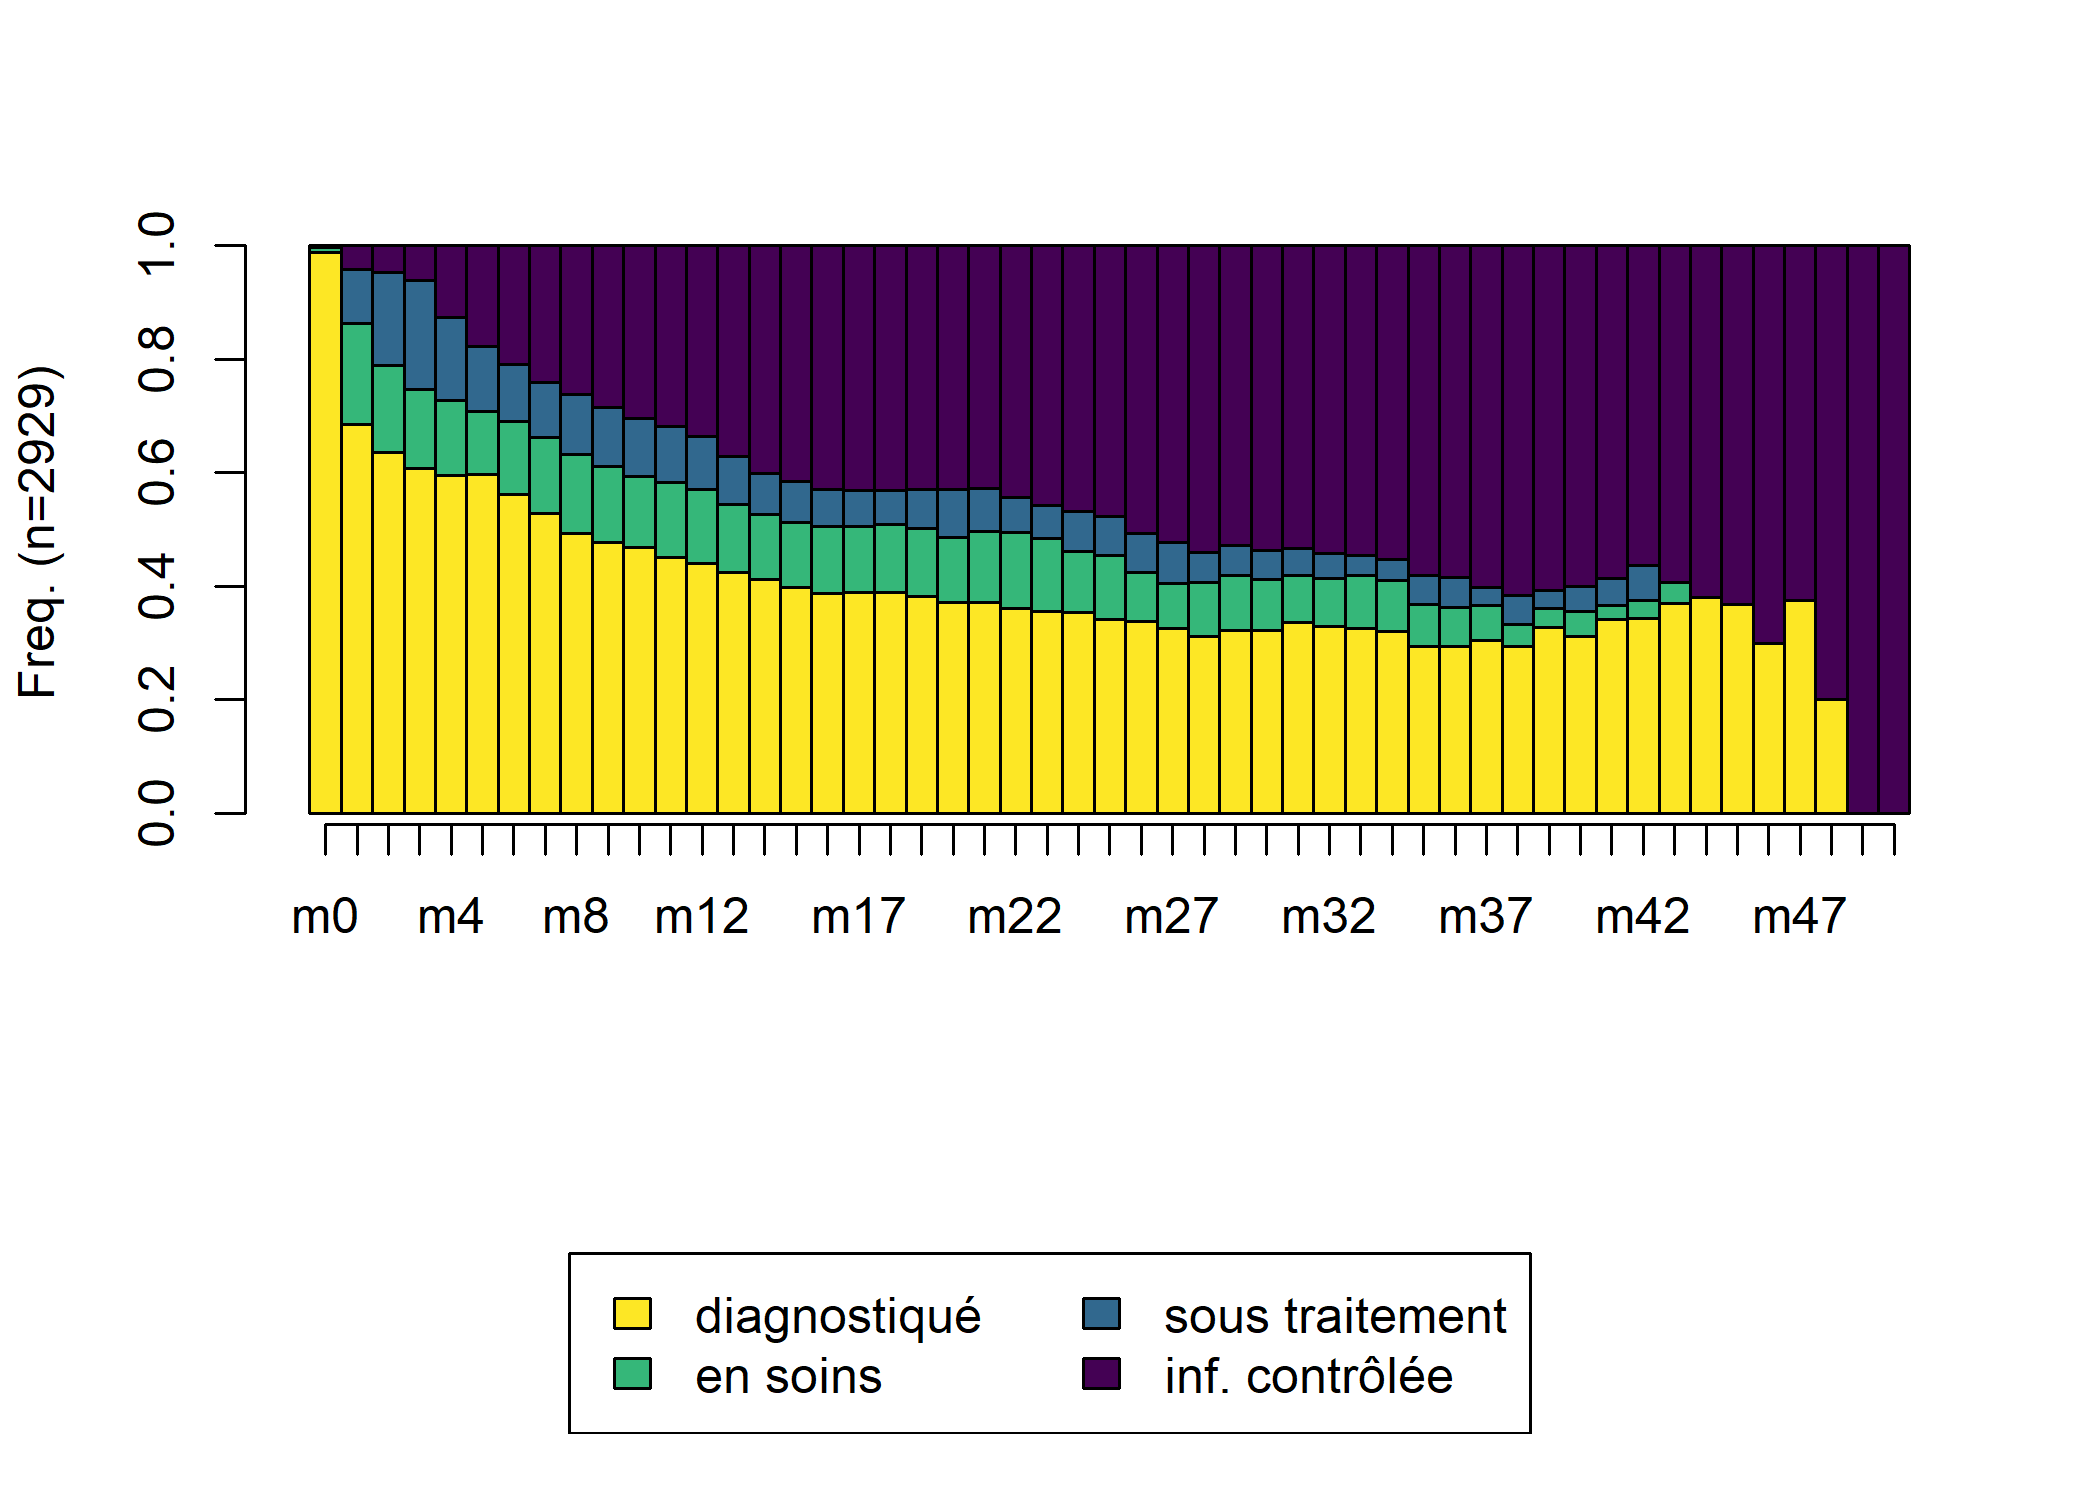 Freq. (n=2929)
1.0
0.8
0.6
0.4
0.2
0.0
m0 m4 m8 m12 m17 m22 m27 m32 m37 m42 m47
diagnostiqué sous traitement
en soins inf. contrôlée